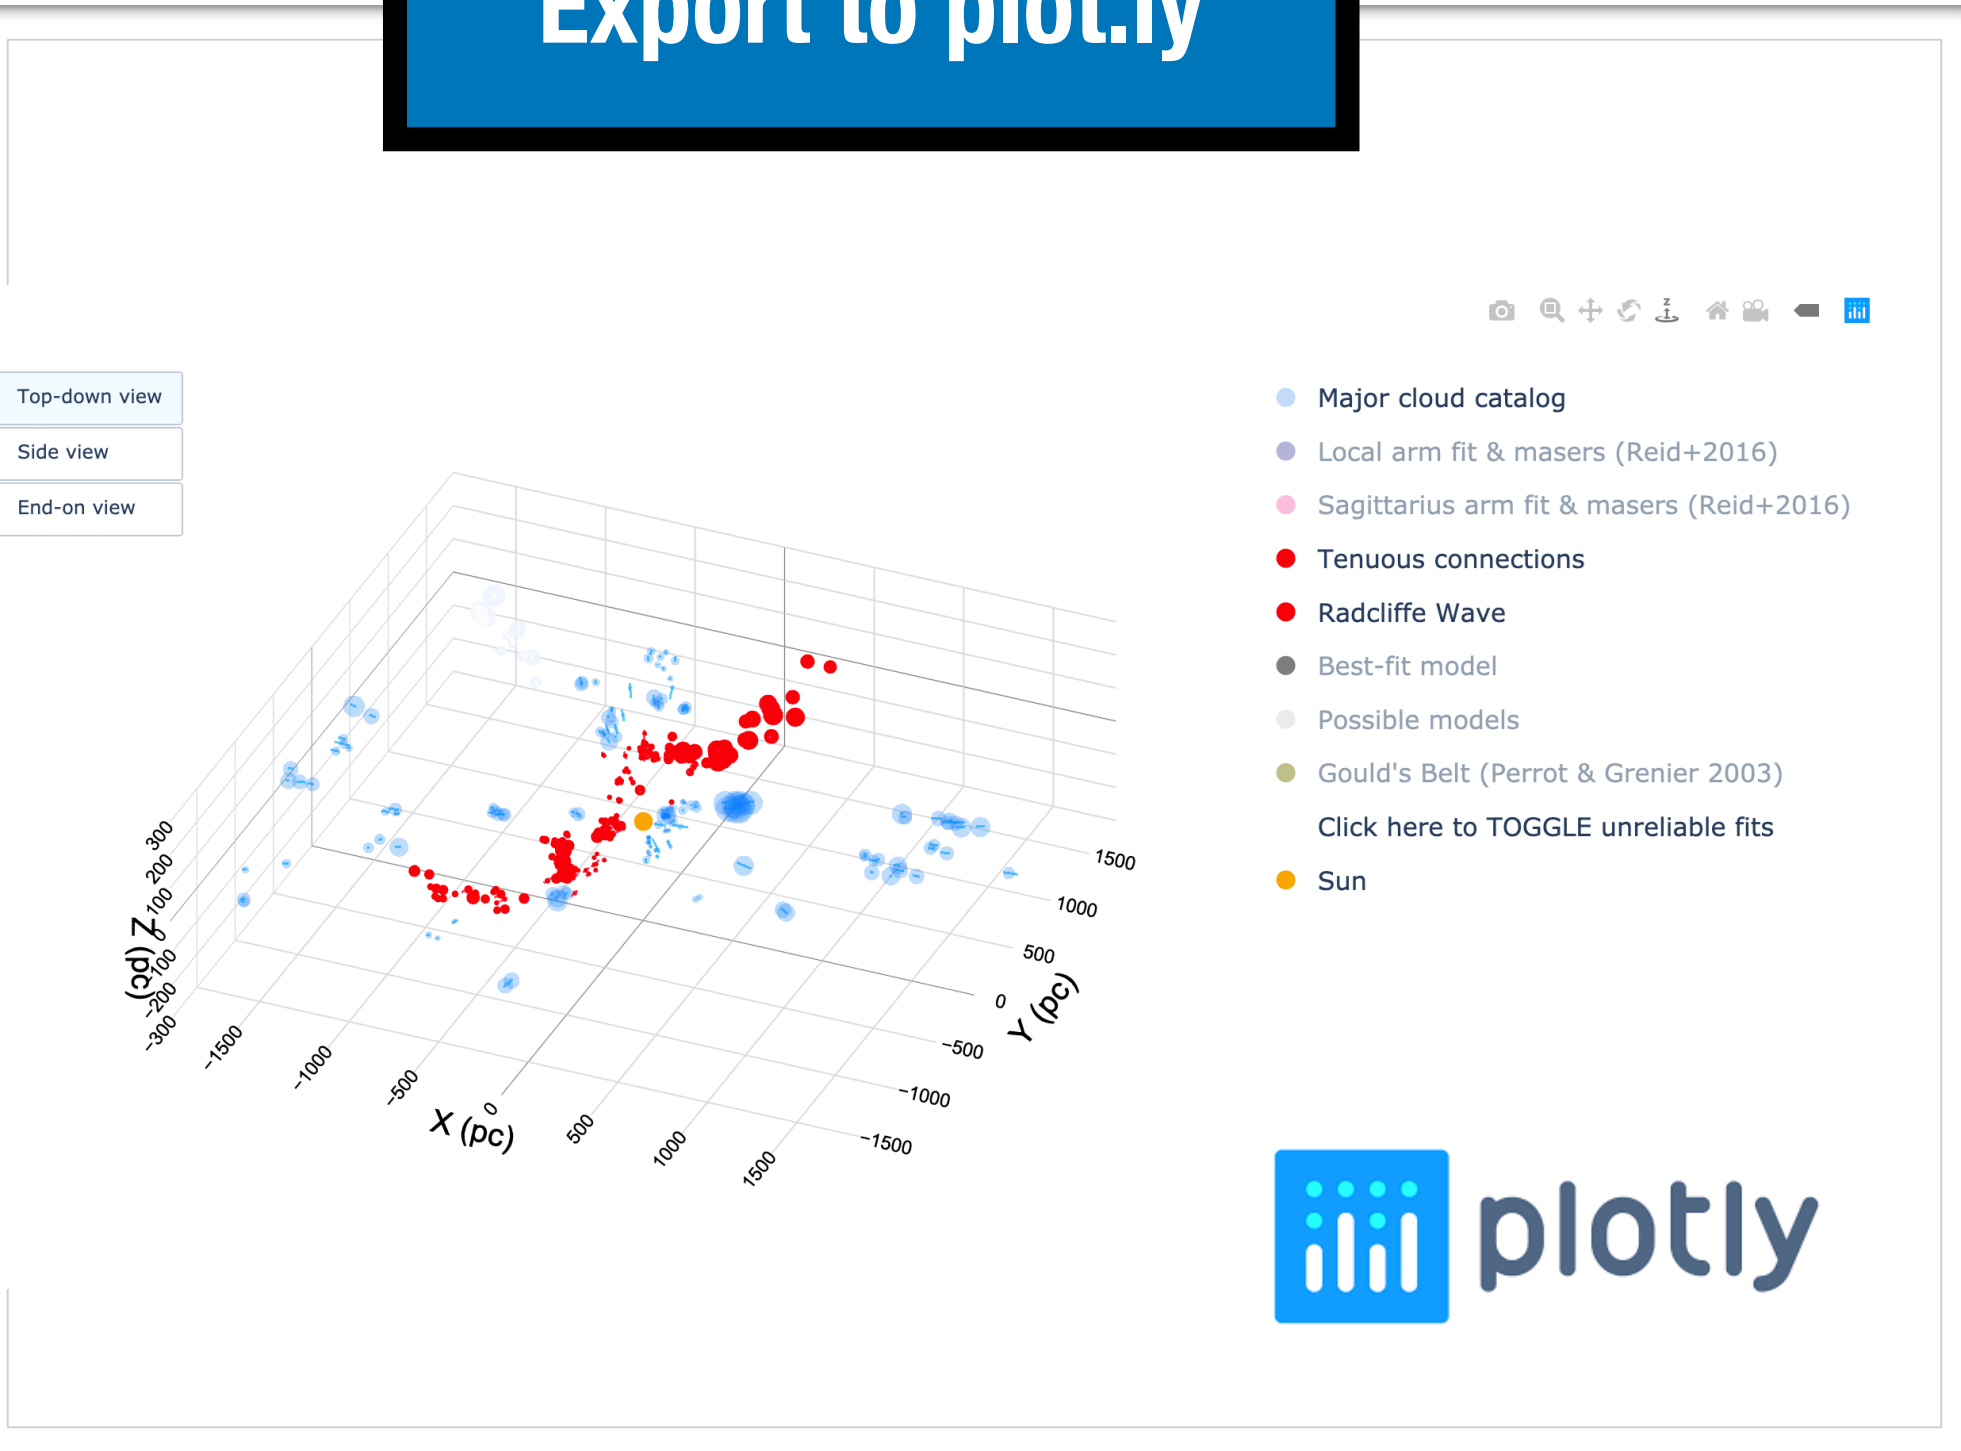 Export to plot.ly
z
Top-down view
Side view
End-on view
Major cloud catalog
Local arm fit & masers (Reid+2016)
Sagittarius arm fit & masers (Reid+2016)
Tenuous connections
Radcliffe Wave
Best-fit model
Possible models
Gould's Belt (Perrot & Grenier 2003)
Click here to TOGGLE unreliable fits
Sun
300
200
100
0
−100
−200
−300
Z (pc)
−1500
−1000
−500
0
500
1000
1500
X (pc)
1500
1000
500
0
−500
−1000
−1500
Y (pc)
plotly